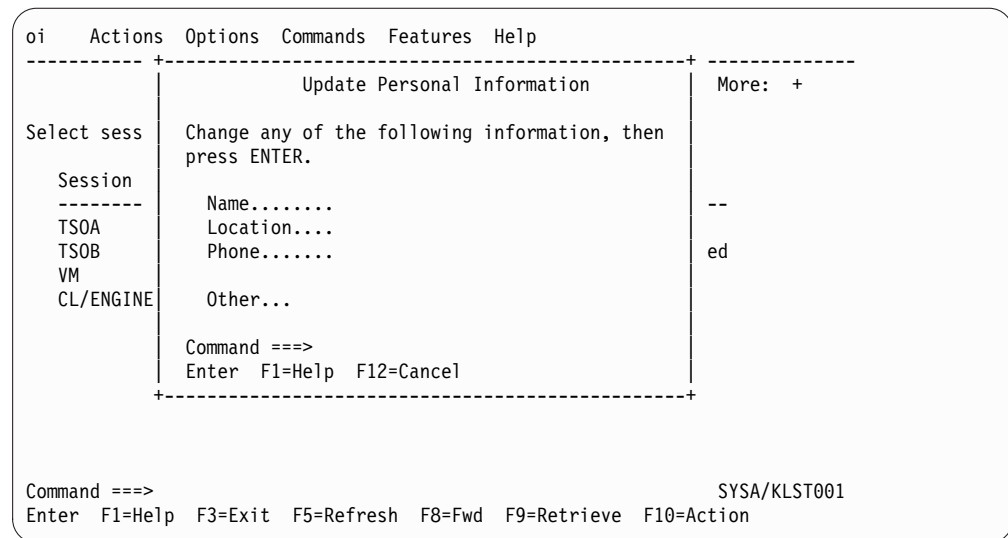 oi    Actions  Options  Commands  Features  Help
----------- +------------------------------------------------+ --------------
| Update Personal Information | More:  +
Select sess | Change any of the following information, then |
| press ENTER. |
Session | |
-------- | Name........ | --
TSOA | Location.... |
TSOB | Phone....... | ed
VM | |
CL/ENGINE| Other... |
| Command ===> |
| Enter  F1=Help  F12=Cancel |
+------------------------------------------------+
Command ===> SYSA/KLST001
Enter  F1=Help  F3=Exit  F5=Refresh  F8=Fwd  F9=Retrieve  F10=Action